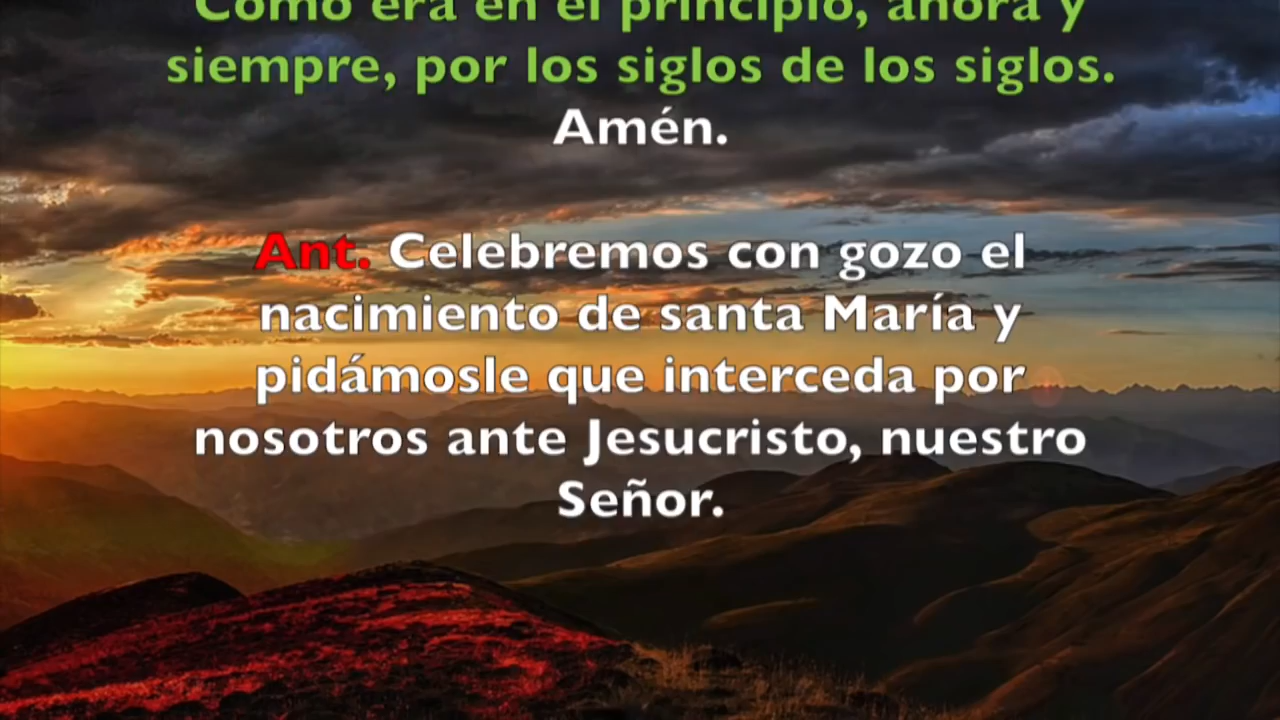 Como era en el principio, ahora y
siempre, por los siglos de los siglos.
Amén.
Ant. Celebremos con gozo el
nacimiento de santa María y
pidámosle que interceda por
nosotros ante Jesucristo, nuestro
Señor.